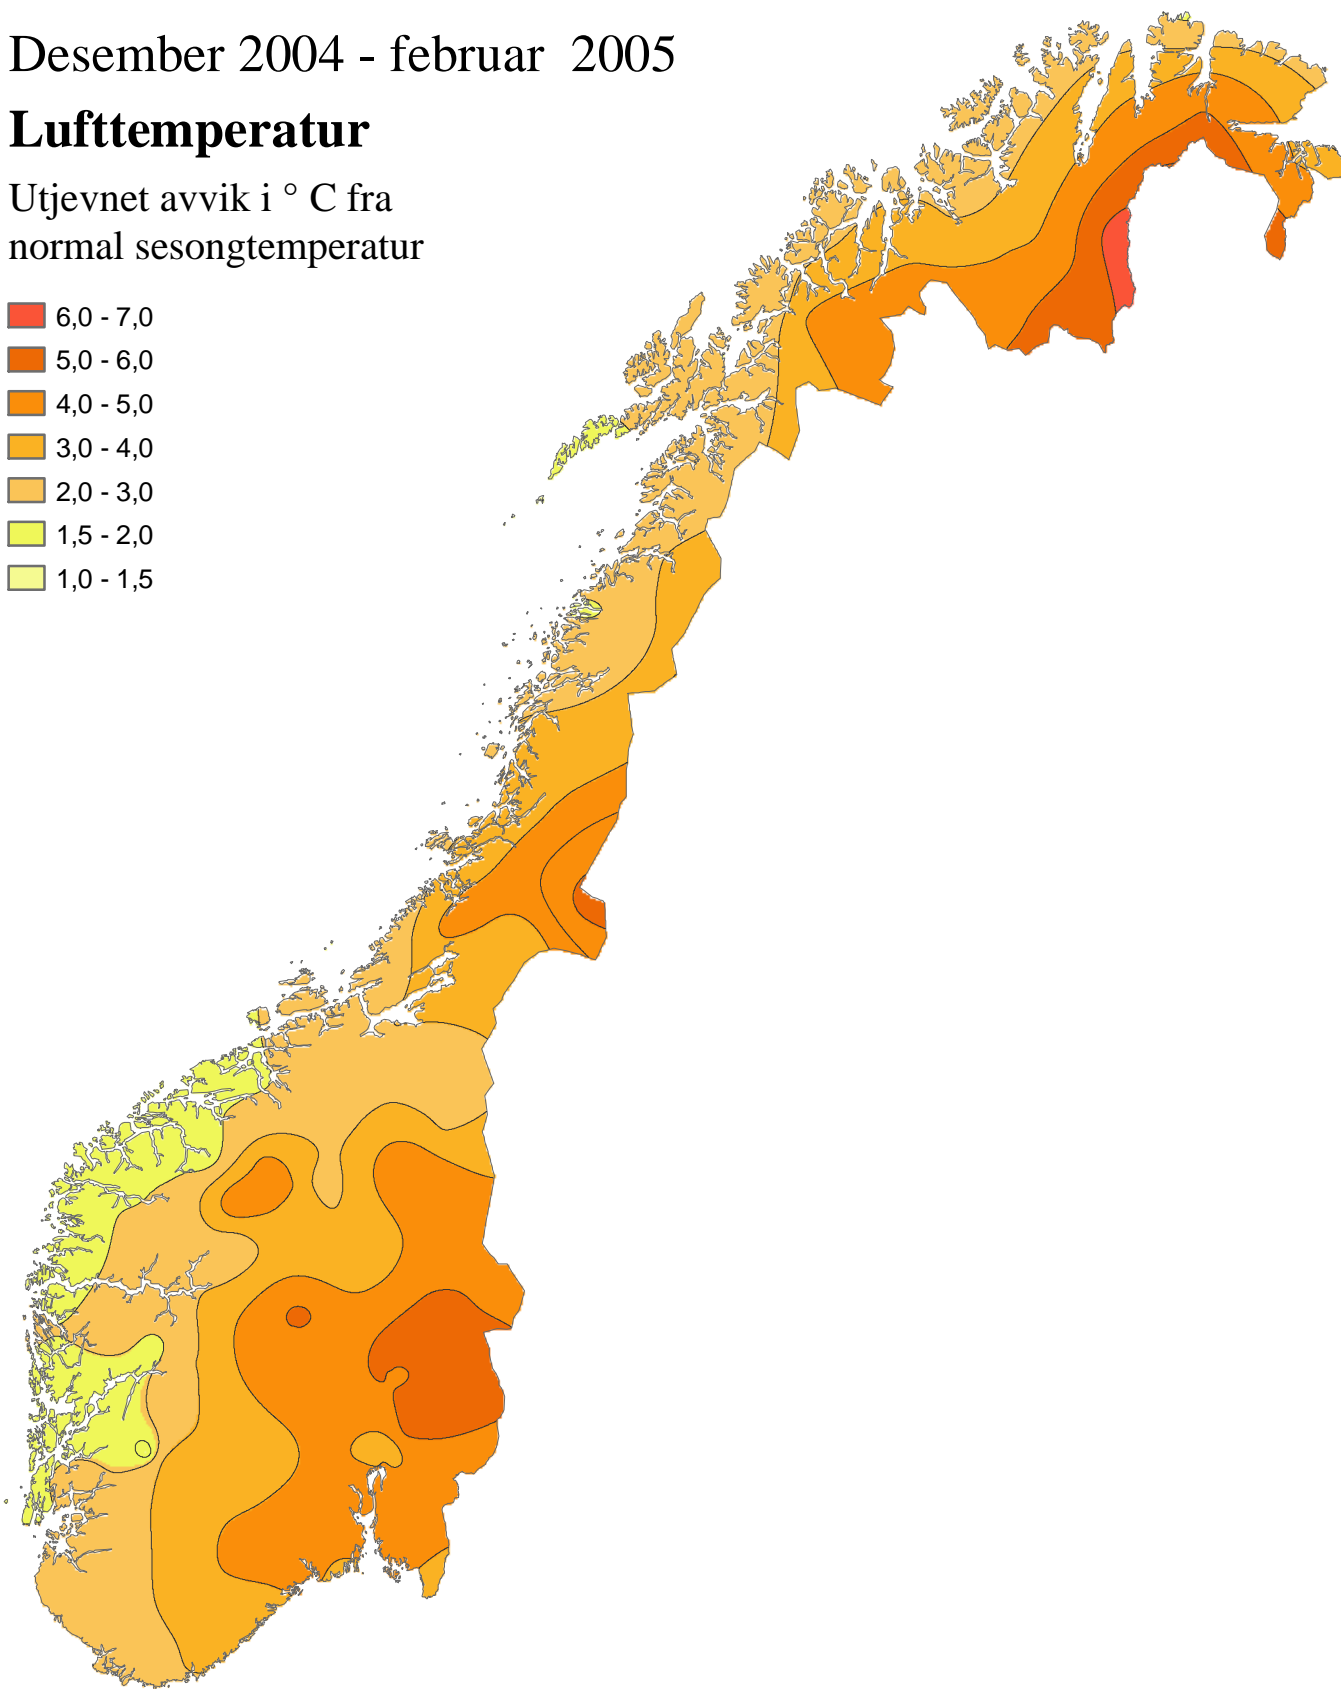 Desember 2004 - februar 2005
Lufttemperatur
Utjevnet avvik i ° C fra
normal sesongtemperatur
6,0 - 7,0
5,0 - 6,0
4,0 - 5,0
3,0 - 4,0
2,0 - 3,0
1,5 - 2,0
1,0 - 1,5